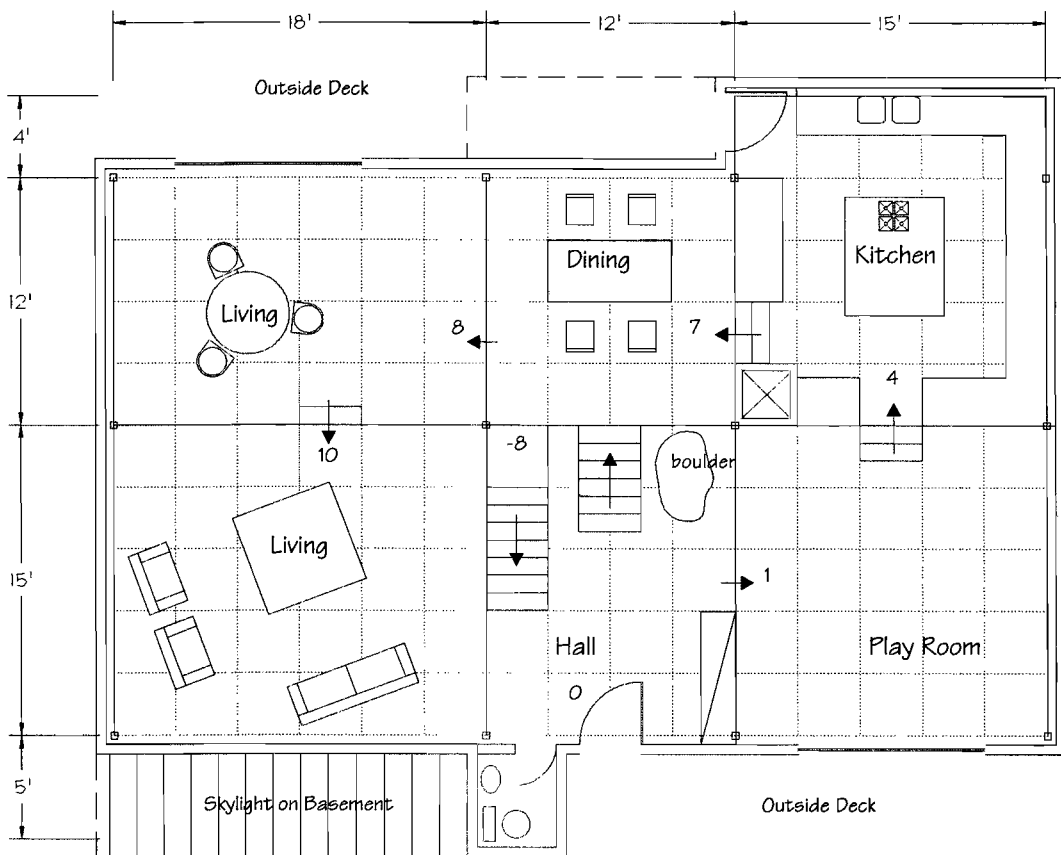 18'
12'
15'
Outside Deck
4'
12'
Living
Dining
Kitchen
8
7
4
10
-8
boulder
15'
Living
1
Hall
Play Room
0
5'
Skylight on Basement
Outside Deck